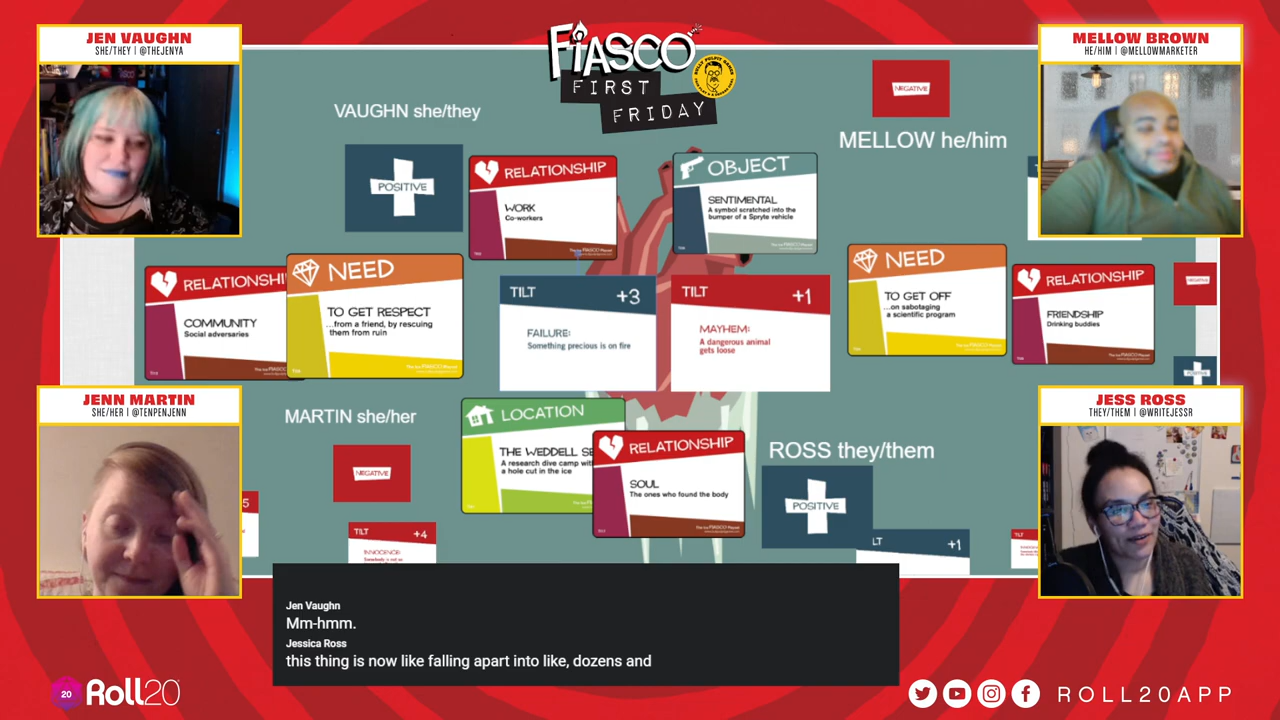 JEN VAUGHN
SHE/THEY | @THEJENYA
FiASCO
FIRST
FRIDAY
MELLOW BROWN
HE/HIM | @MELLOWMARKETER
VAUGHN she/they
NEGATIVE
MELLOW he/him
POSITIVE
RELATIONSHIP
WORK
Co-workers
OBJECT
SENTIMENTAL
A symbol scratched into the
bumper of a Spryte vehicle
RELATIONSHI
COMMUNITY
Social adversaries
NEED
TO GET RESPECT
...from a friend, by rescuing
them from ruin
TILT +3
FAILURE:
Something precious is on fire
TILT +1
MAYHEM:
A dangerous animal
gets loose
NEED
TO GET OFF
...on sabotaging
a scientific program
RELATIONSHIP
FRIENDSHIP
Drinking buddies
NEGATIVE
POSITIVE
JENN MARTIN
SHE/HER | @TENPENJENN
MARTIN she/her
NEGATIVE
TILT +4
INNOCENCE:
5
LOCATION
THE WEDDELL SE
A research dive camp wit
a hole cut in the ice
RELATIONSHIP
SOUL
The ones who found the body
ROSS they/them
POSITIVE
LT +1
TILT
JESS ROSS
THEY/THEM | @WRITEJESSR
Jen Vaughn
Mm-hmm.
Jessica Ross
this thing is now like falling apart into like, dozens and
20 Roll20
ROLL20APP